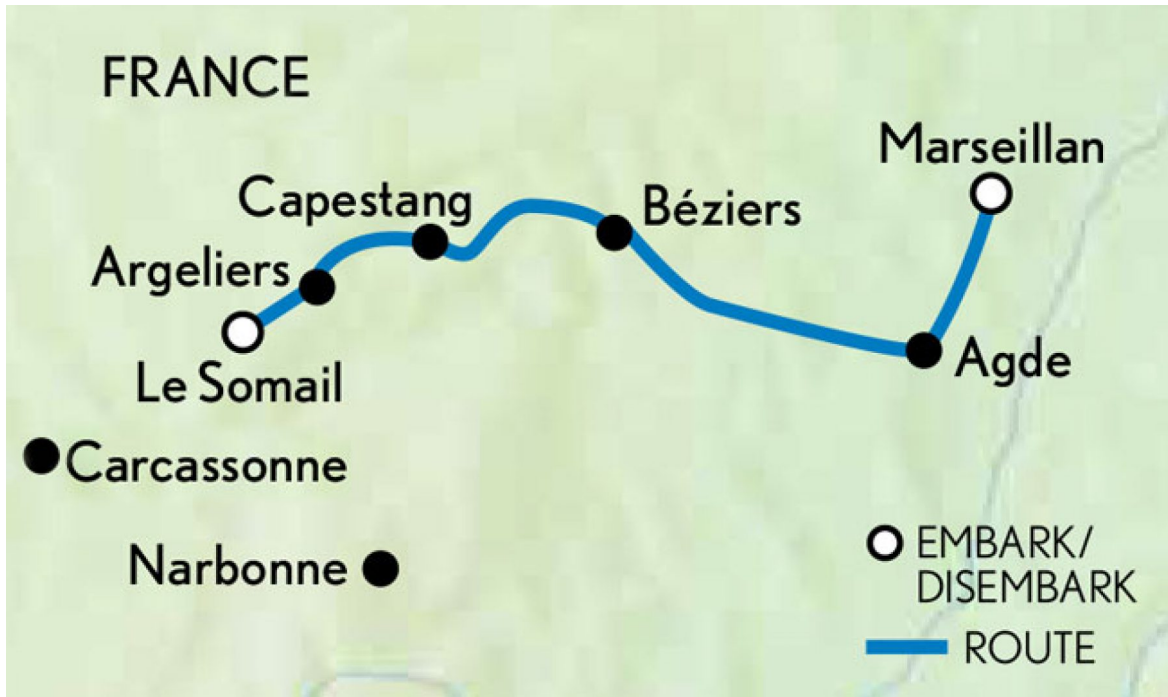 FRANCE
Marseillan
Capestang
Béziers
Argeliers
Le Somail
Agde
Carcassonne
Narbonne
EMBARK/
DISEMBARK
ROUTE